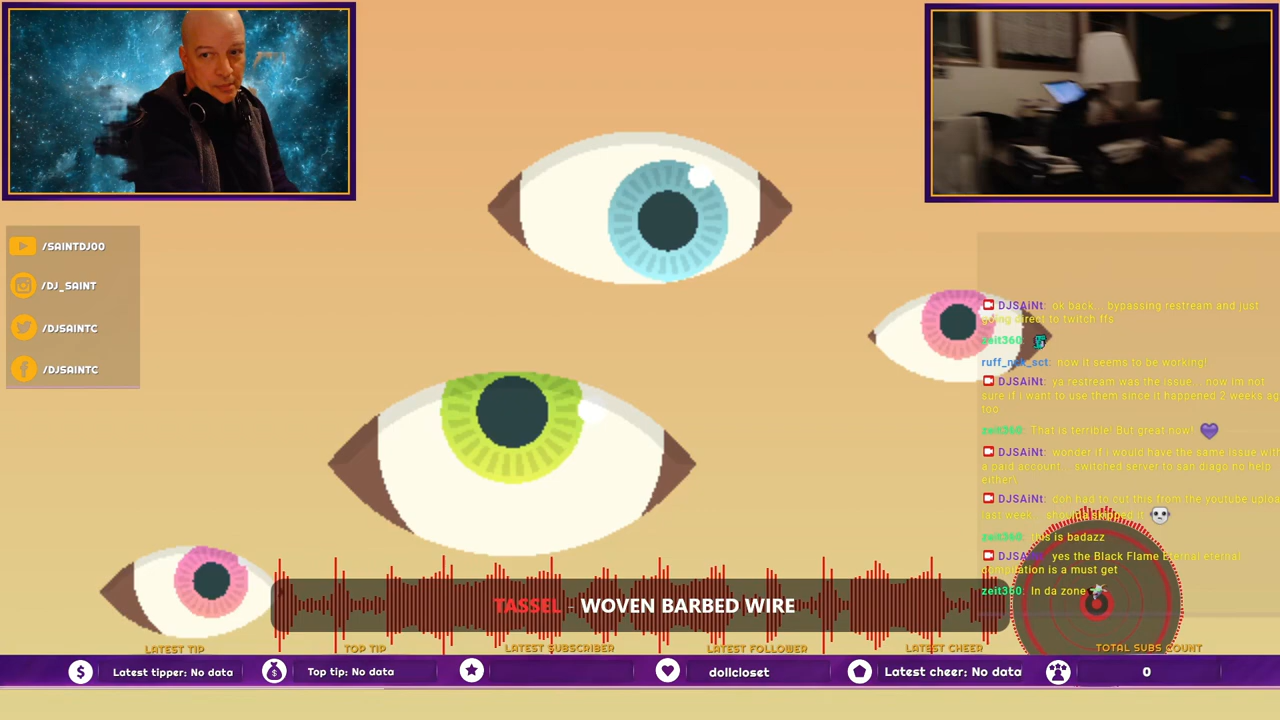 /SAINTDJ00
/DJ_SAINT
/DJSAINTC
/DJSAINTC
DJSAiNt: ok back... bypassing restream and just
going direct to twitch ffs
zeit360:
ruff_nek_sct: now it seems to be working!
DJSAiNt: ya restream was the issue... now im not
sure if i want to use them since it happened 2 weeks ag
too
zeit360: That is terrible! But great now!
DJSAiNt: wonder if i would have the same issue with
a paid account... switched server to san diago no help
either\
DJSAiNt: doh had to cut this from the youtube uploa
last week... skipped it
zeit360: this is badazz
DJSAiNt: yes the Black Flame Eternal eternal
compilation is a must get
zeit360: In da zone
TASSEL - WOVEN BARBED WIRE
LATEST TIP
TOP TIP
LATEST SUBSCRIBER
LATEST FOLLOWER
LATEST CHEER
TOTAL SUBS COUNT
Latest tipper: No data
Top tip: No data
dollcloset
Latest cheer: No data
0